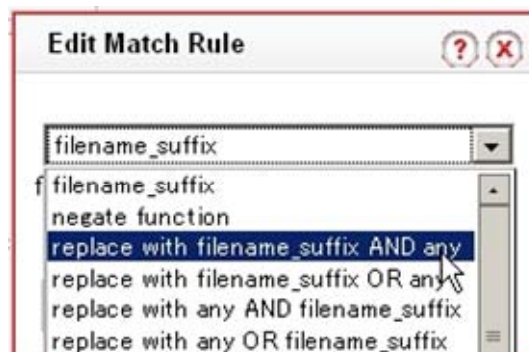 Edit Match Rule
filename_suffix
filename_suffix
negate function
replace with filename_suffix AND any
replace with filename_suffix OR any
replace with any AND filename_suffix
replace with any OR filename_suffix